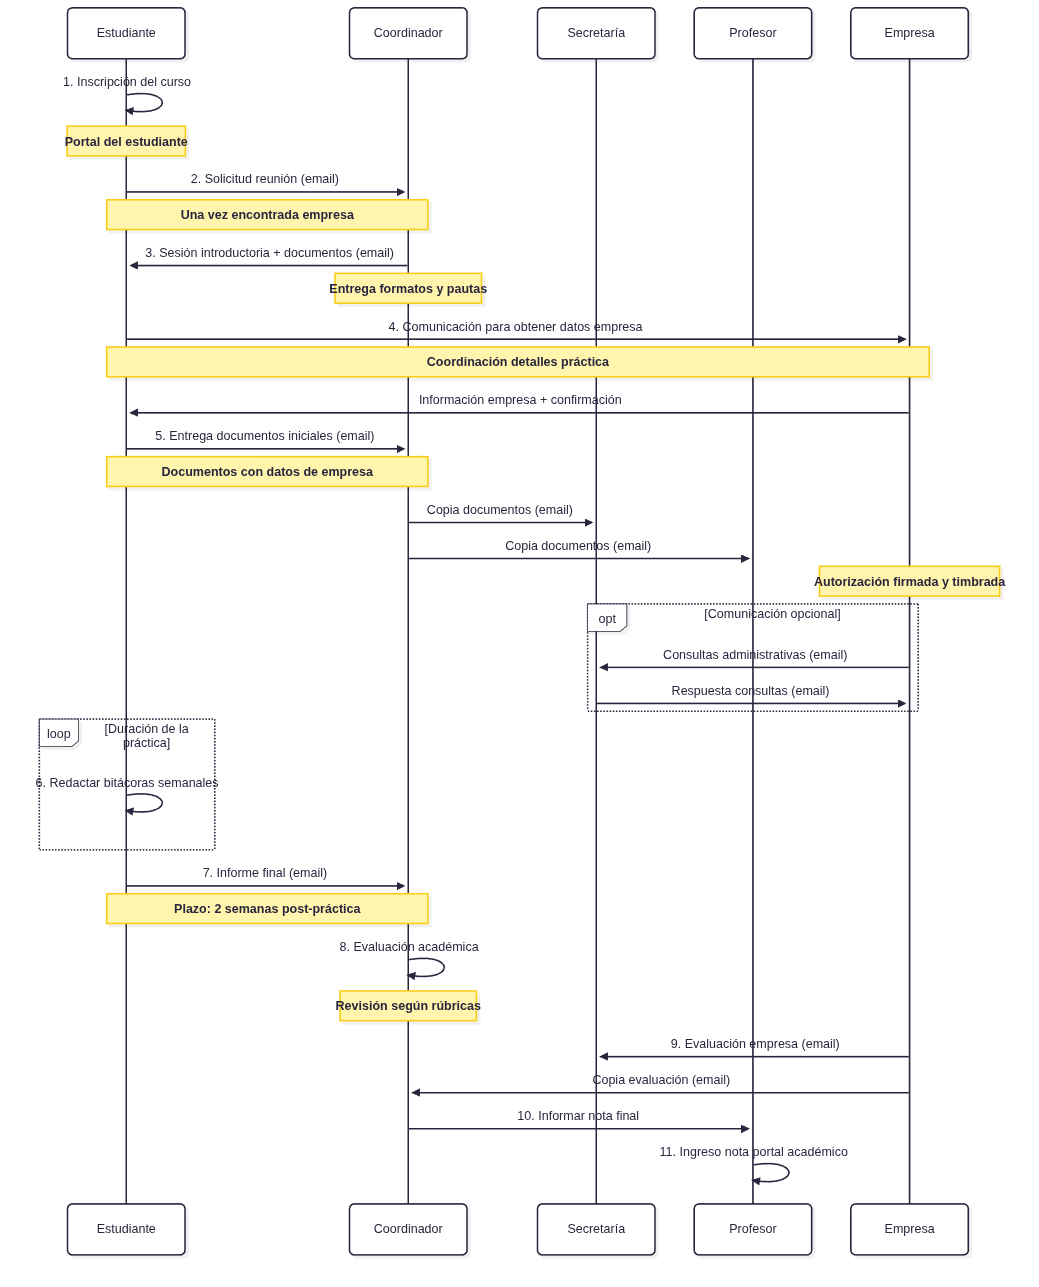 Estudiante
Coordinador
Secretaría
Profesor
Empresa
1. Inscripción del curso
Portal del estudiante
2. Solicitud reunión (email)
Una vez encontrada empresa
3. Sesión introductoria + documentos (email)
Entrega formatos y pautas
4. Comunicación para obtener datos empresa
Coordinación detalles práctica
Información empresa + confirmación
5. Entrega documentos iniciales (email)
Documentos con datos de empresa
Copia documentos (email)
Copia documentos (email)
Autorización firmada y timbrada
opt
[Comunicación opcional]
Consultas administrativas (email)
Respuesta consultas (email)
loop
[Duración de la
práctica]
6. Redactar bitácoras semanales
7. Informe final (email)
Plazo: 2 semanas post-práctica
8. Evaluación académica
Revisión según rúbricas
9. Evaluación empresa (email)
Copia evaluación (email)
10. Informar nota final
11. Ingreso nota portal académico
Estudiante
Coordinador
Secretaría
Profesor
Empresa